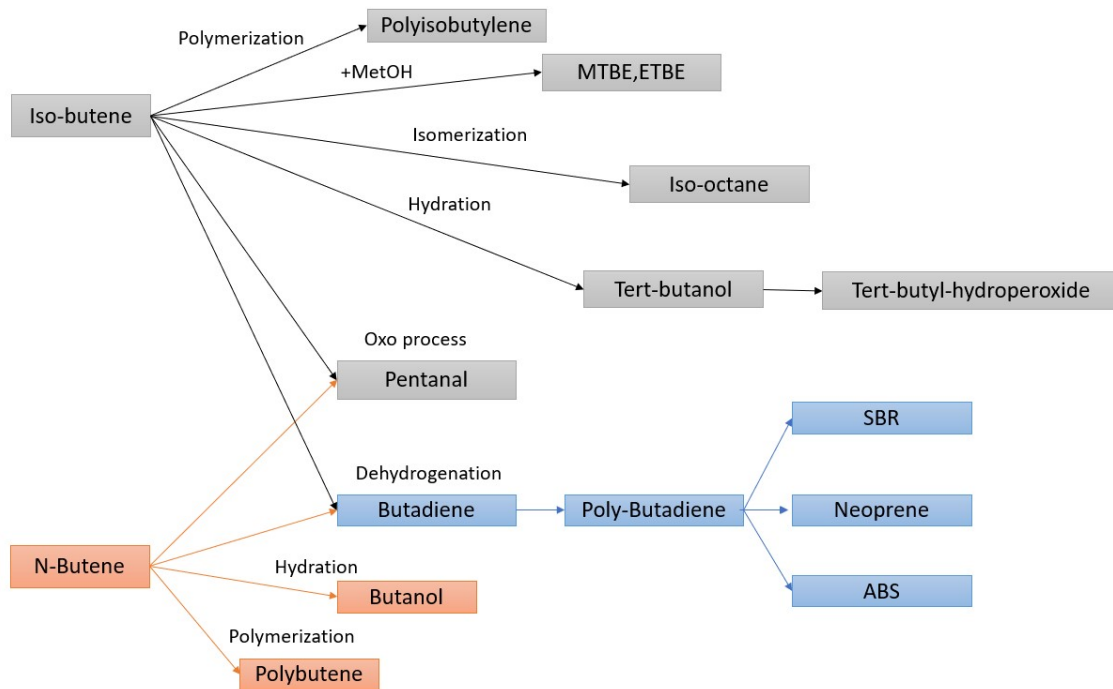 Polyisobutylene
Polymerization
+MetOH
MTBE,ETBE
Iso-butene
Isomerization
Iso-octane
Hydration
Tert-butanol
Tert-butyl-hydroperoxide
Oxo process
Pentanal
SBR
Dehydrogenation
Butadiene
Poly-Butadiene
Neoprene
N-Butene
Hydration
Butanol
ABS
Polymerization
Polybutene